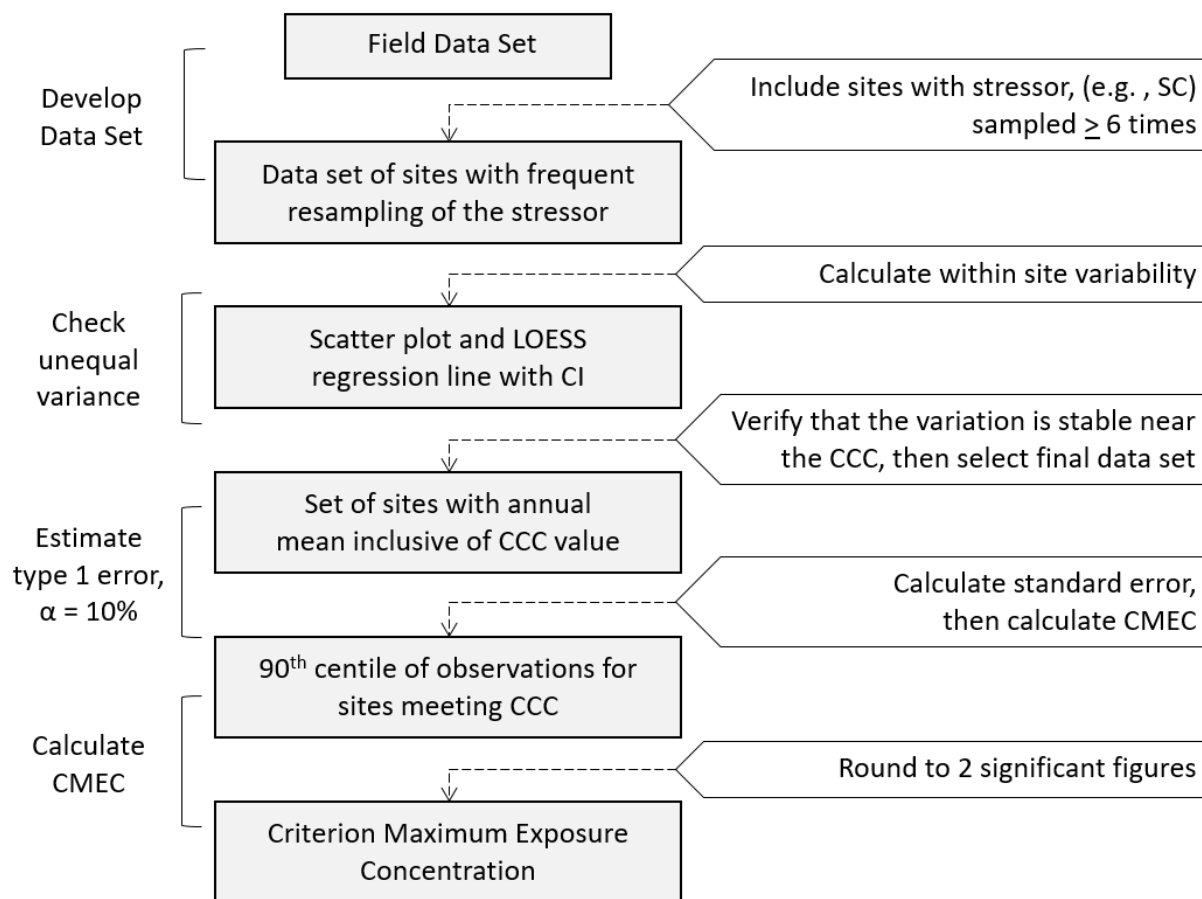 Field Data Set
Develop
Data Set
Include sites with stressor, (e.g. , SC)
sampled ≥ 6 times
Data set of sites with frequent
resampling of the stressor
Calculate within site variability
Check
unequal
variance
Scatter plot and LOESS
regression line with CI
Verify that the variation is stable near
the CCC, then select final data set
Set of sites with annual
mean inclusive of CCC value
Estimate
type 1 error,
α = 10%
Calculate standard error,
then calculate CMEC
90th centile of observations for
sites meeting CCC
Calculate
CMEC
Round to 2 significant figures
Criterion Maximum Exposure
Concentration